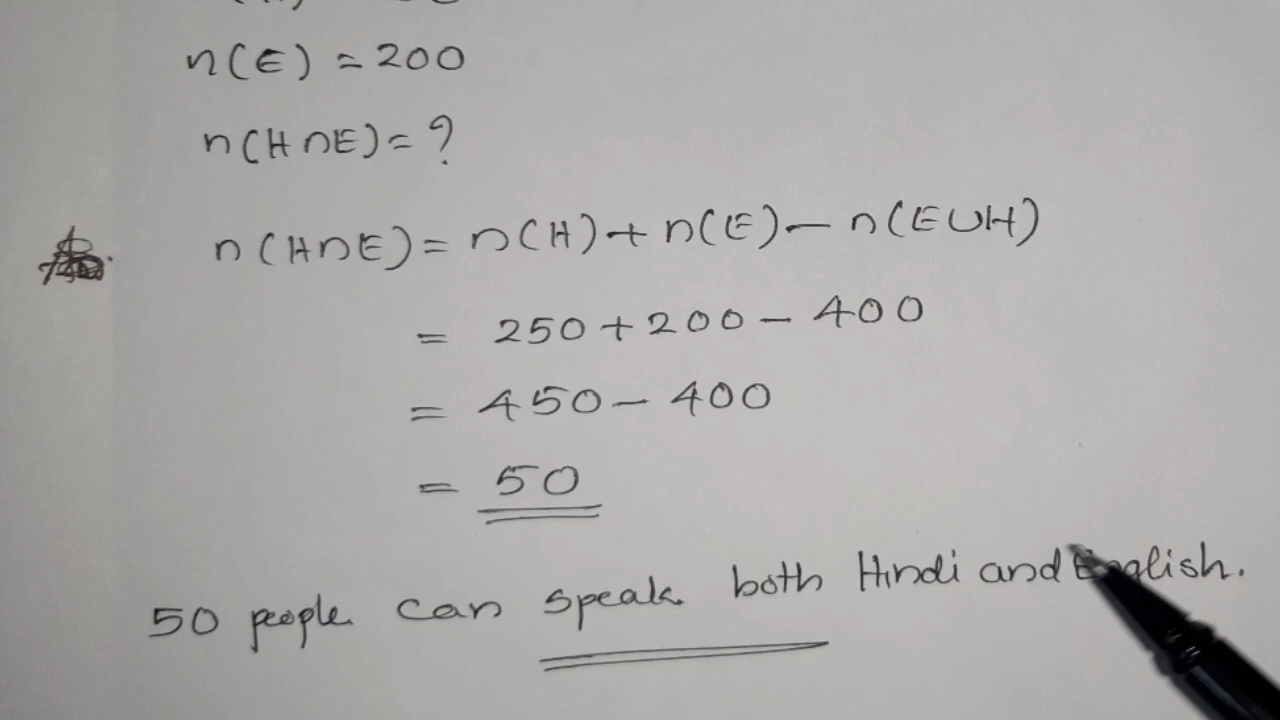 n(E) = 200
n(H∩E) = ?
n(H∩E) = n(H) + n(E) - n(E∪H)
= 250 + 200 - 400
= 450 - 400
= 50
50 people can speak both Hindi and English.